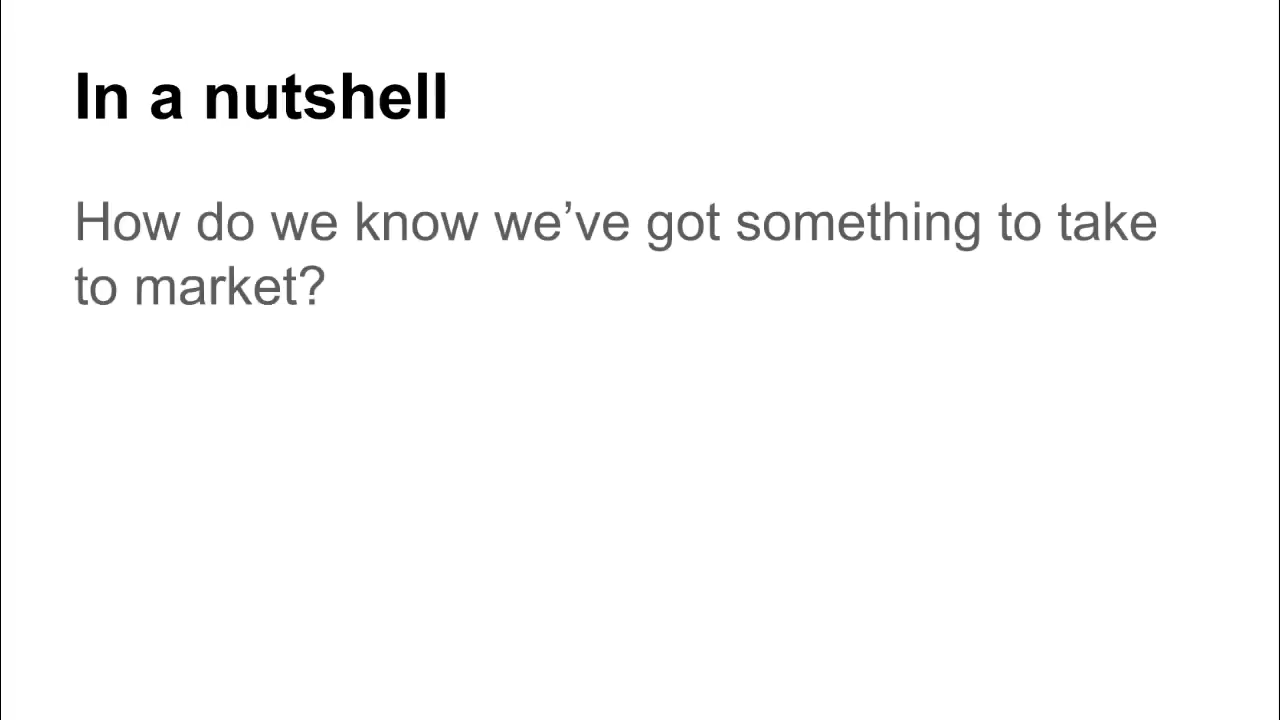 In a nutshell
How do we know we’ve got something to take
to market?